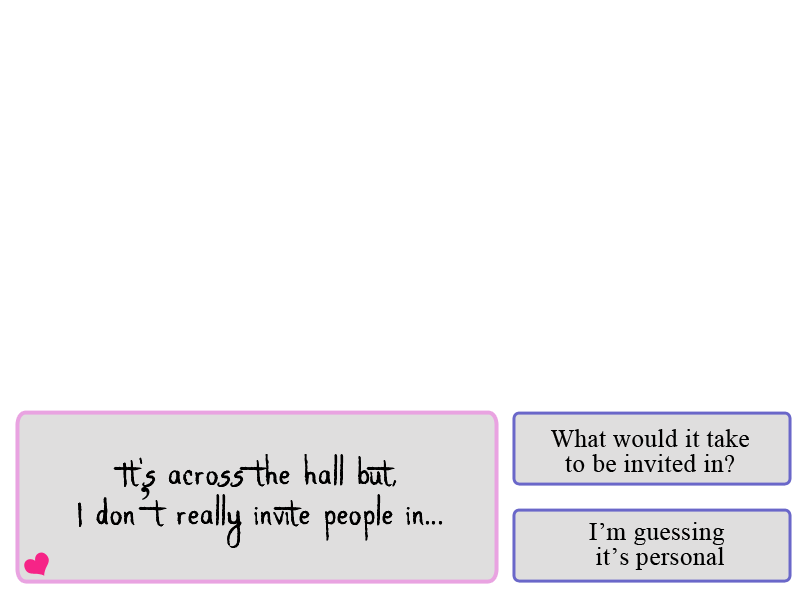 It's across the hall but,
I don't really invite people in...
What would it take
to be invited in?
I’m guessing
it’s personal